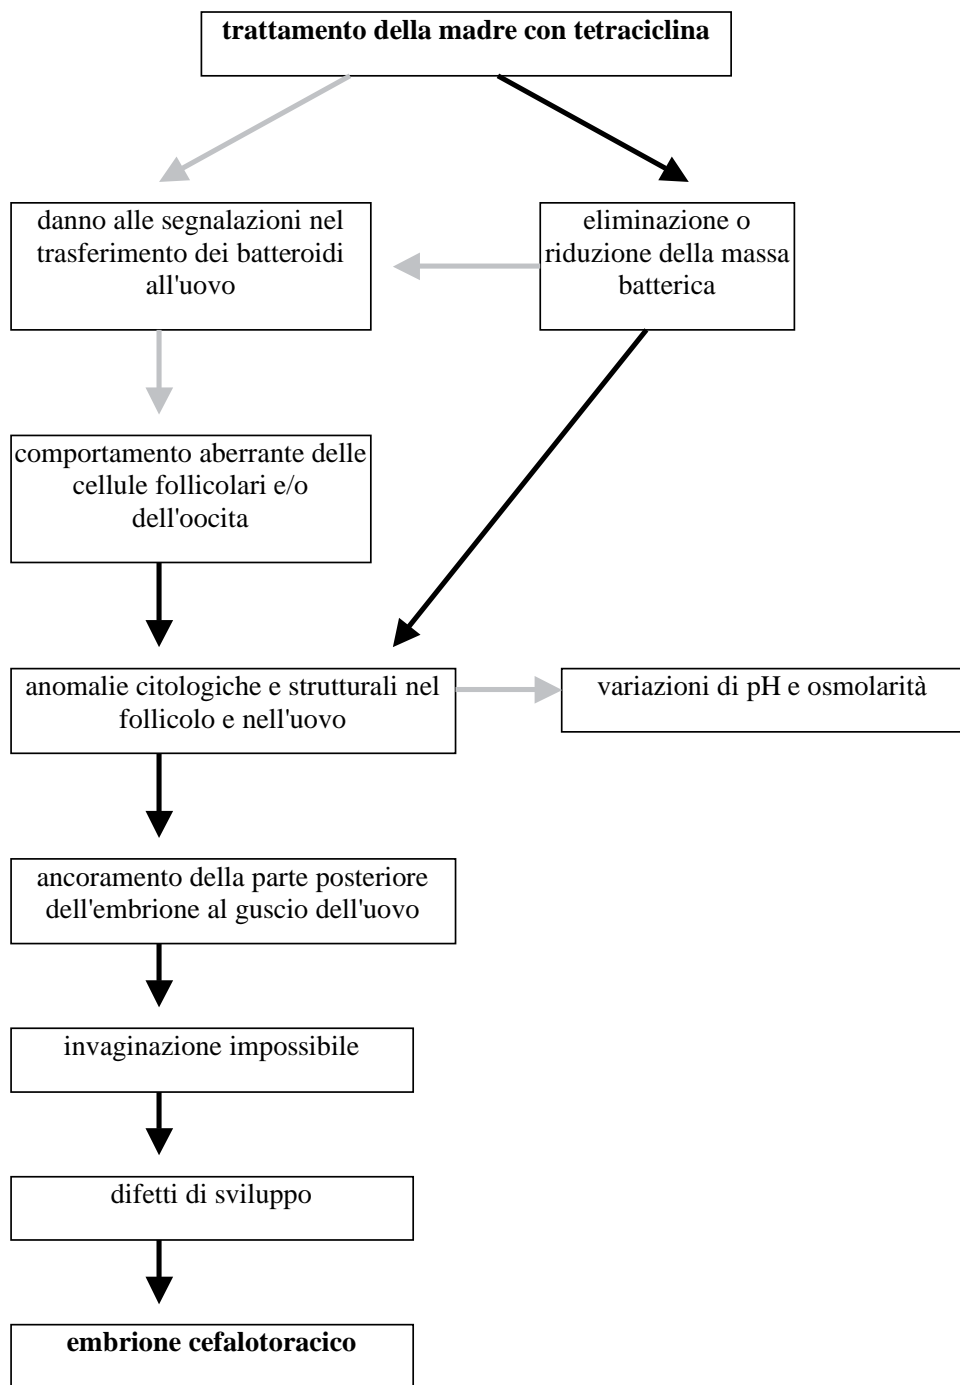 trattamento della madre con tetraciclina
danno alle segnalazioni nel
trasferimento dei batteroidi
all'uovo
eliminazione o
riduzione della massa
batterica
comportamento aberrante delle
cellule follicolari e/o
dell'oocita
anomalie citologiche e strutturali nel
follicolo e nell'uovo
variazioni di pH e osmolarità
ancoramento della parte posteriore
dell'embrione al guscio dell'uovo
invaginazione impossibile
difetti di sviluppo
embrione cefalotoracico